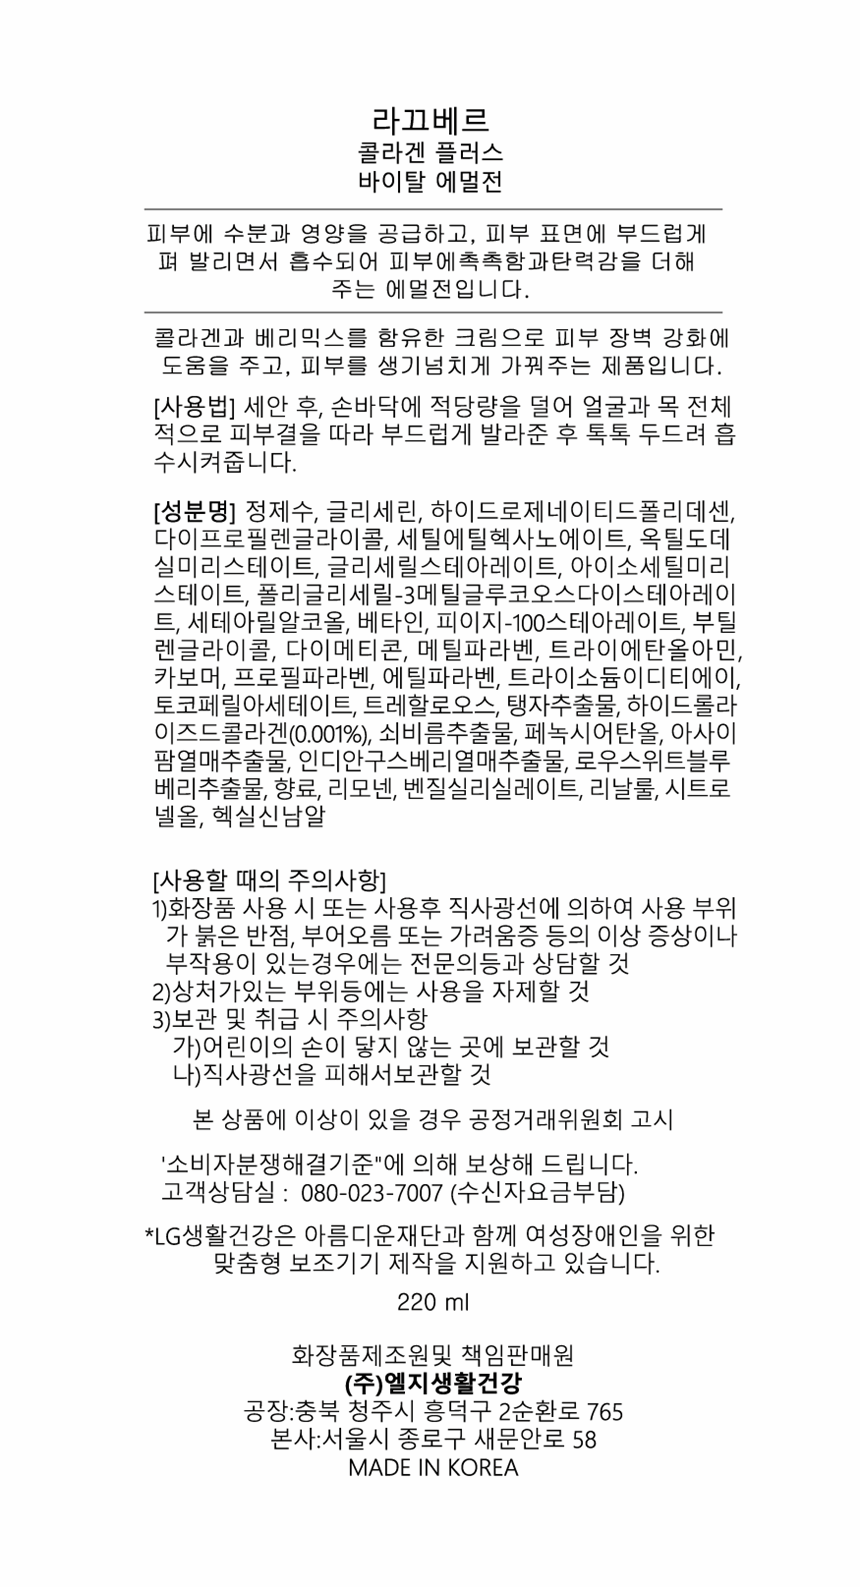 라끄베르
콜라겐 플러스
바이탈 에멀전
피부에 수분과 영양을 공급하고, 피부 표면에 부드럽게
펴 발리면서 흡수되어 피부에촉촉함과탄력감을 더해
주는 에멀전입니다.
콜라겐과 베리믹스를 함유한 크림으로 피부 장벽 강화에
도움을 주고, 피부를 생기넘치게 가꿔주는 제품입니다.
[사용법] 세안 후, 손바닥에 적당량을 덜어 얼굴과 목 전체
적으로 피부결을 따라 부드럽게 발라준 후 톡톡 두드려 흡
수시켜줍니다.
[성분명] 정제수, 글리세린, 하이드로제네이티드폴리데센,
다이프로필렌글라이콜, 세틸에틸헥사노에이트, 옥틸도데
실미리스테이트, 글리세릴스테아레이트, 아이소세틸미리
스테이트, 폴리글리세릴-3메틸글루코오스다이스테아레이
트, 세테아릴알코올, 베타인, 피이지-100스테아레이트, 부틸
렌글라이콜, 다이메티콘, 메틸파라벤, 트라이에탄올아민,
카보머, 프로필파라벤, 에틸파라벤, 트라이소듐이디티에이,
토코페릴아세테이트, 트레할로오스, 탱자추출물, 하이드롤라
이즈드콜라겐(0.001%), 쇠비름추출물, 페녹시어탄올, 아사이
팜열매추출물, 인디안구스베리열매추출물, 로우스위트블루
베리추출물, 향료, 리모넨, 벤질실리실레이트, 리날룰, 시트로
넬올, 헥실신남알
[사용할 때의 주의사항]
1)화장품 사용 시 또는 사용후 직사광선에 의하여 사용 부위
가 붉은 반점, 부어오름 또는 가려움증 등의 이상 증상이나
부작용이 있는경우에는 전문의등과 상담할 것
2)상처가있는 부위등에는 사용을 자제할 것
3)보관 및 취급 시 주의사항
가)어린이의 손이 닿지 않는 곳에 보관할 것
나)직사광선을 피해서보관할 것
본 상품에 이상이 있을 경우 공정거래위원회 고시
'소비자분쟁해결기준"에 의해 보상해 드립니다.
고객상담실 : 080-023-7007 (수신자요금부담)
*LG생활건강은 아름디운재단과 함께 여성장애인을 위한
맞춤형 보조기기 제작을 지원하고 있습니다.
220 ml
화장품제조원및 책임판매원
(주)엘지생활건강
공장:충북 청주시 흥덕구 2순환로 765
본사:서울시 종로구 새문안로 58
MADE IN KOREA